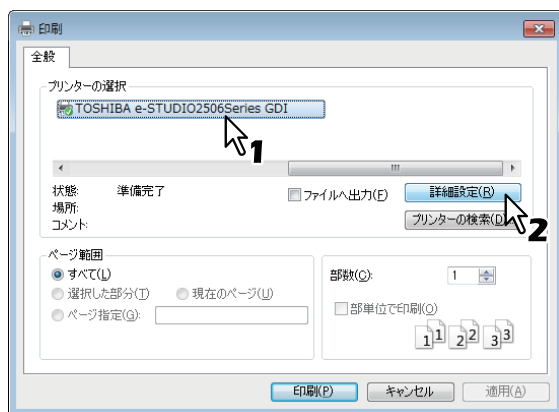 印刷
全般
プリンターの選択
TOSHIBA e-STUDIO2506Series GDI
1
状態: 準備完了
ファイルへ出力(F) 詳細設定(R)
場所:
コメント: プリンターの検索(D)...
2
ページ範囲
すべて(L)
選択した部分(T) 現在のページ(U)
ページ指定(G):
部数(C): 1
部単位で印刷(O)
1 1 2 2 3 3
印刷(P) キャンセル 適用(A)